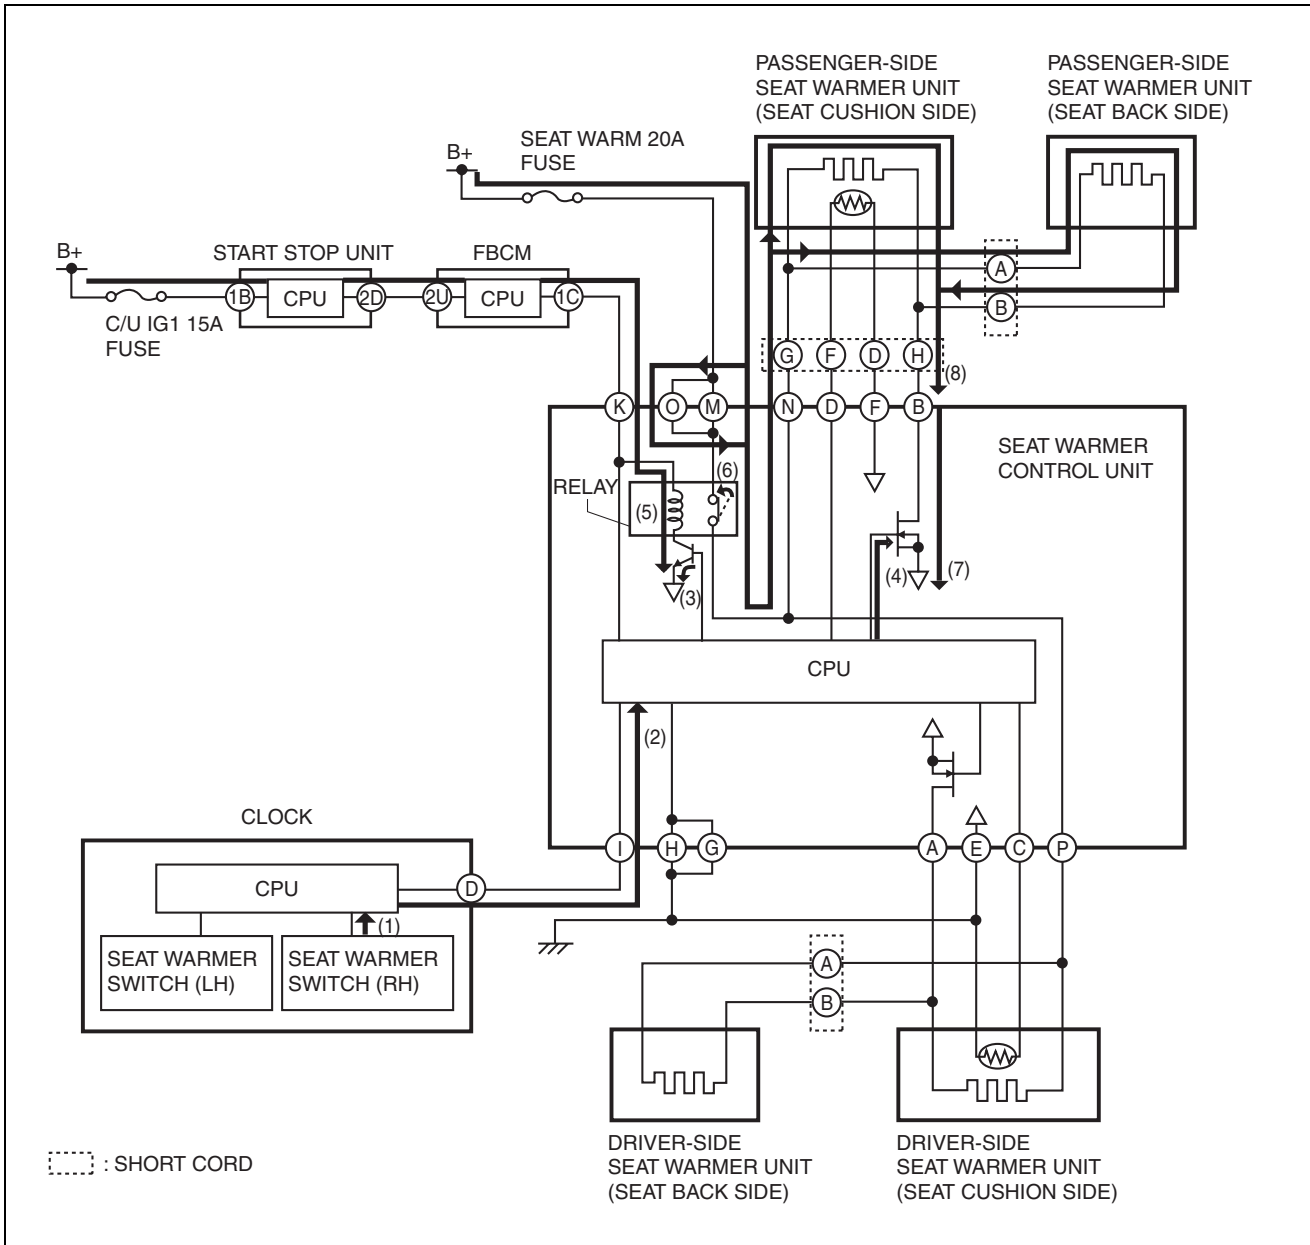 PASSENGER-SIDE
SEAT WARMER UNIT
(SEAT CUSHION SIDE)
PASSENGER-SIDE
SEAT WARMER UNIT
(SEAT BACK SIDE)
B+
SEAT WARM 20A
FUSE
B+
START STOP UNIT
FBCM
1B
CPU
2D
2U
CPU
1C
C/U IG1 15A
FUSE
A
B
G
F
D
H
(8)
K
O
M
N
D
F
B
SEAT WARMER
CONTROL UNIT
RELAY
(6)
(5)
(3)
(4)
(7)
CPU
(2)
CLOCK
I
H
G
A
E
C
P
CPU
D
(1)
SEAT WARMER
SWITCH (LH)
SEAT WARMER
SWITCH (RH)
A
B
DRIVER-SIDE
SEAT WARMER UNIT
(SEAT BACK SIDE)
DRIVER-SIDE
SEAT WARMER UNIT
(SEAT CUSHION SIDE)
: SHORT CORD